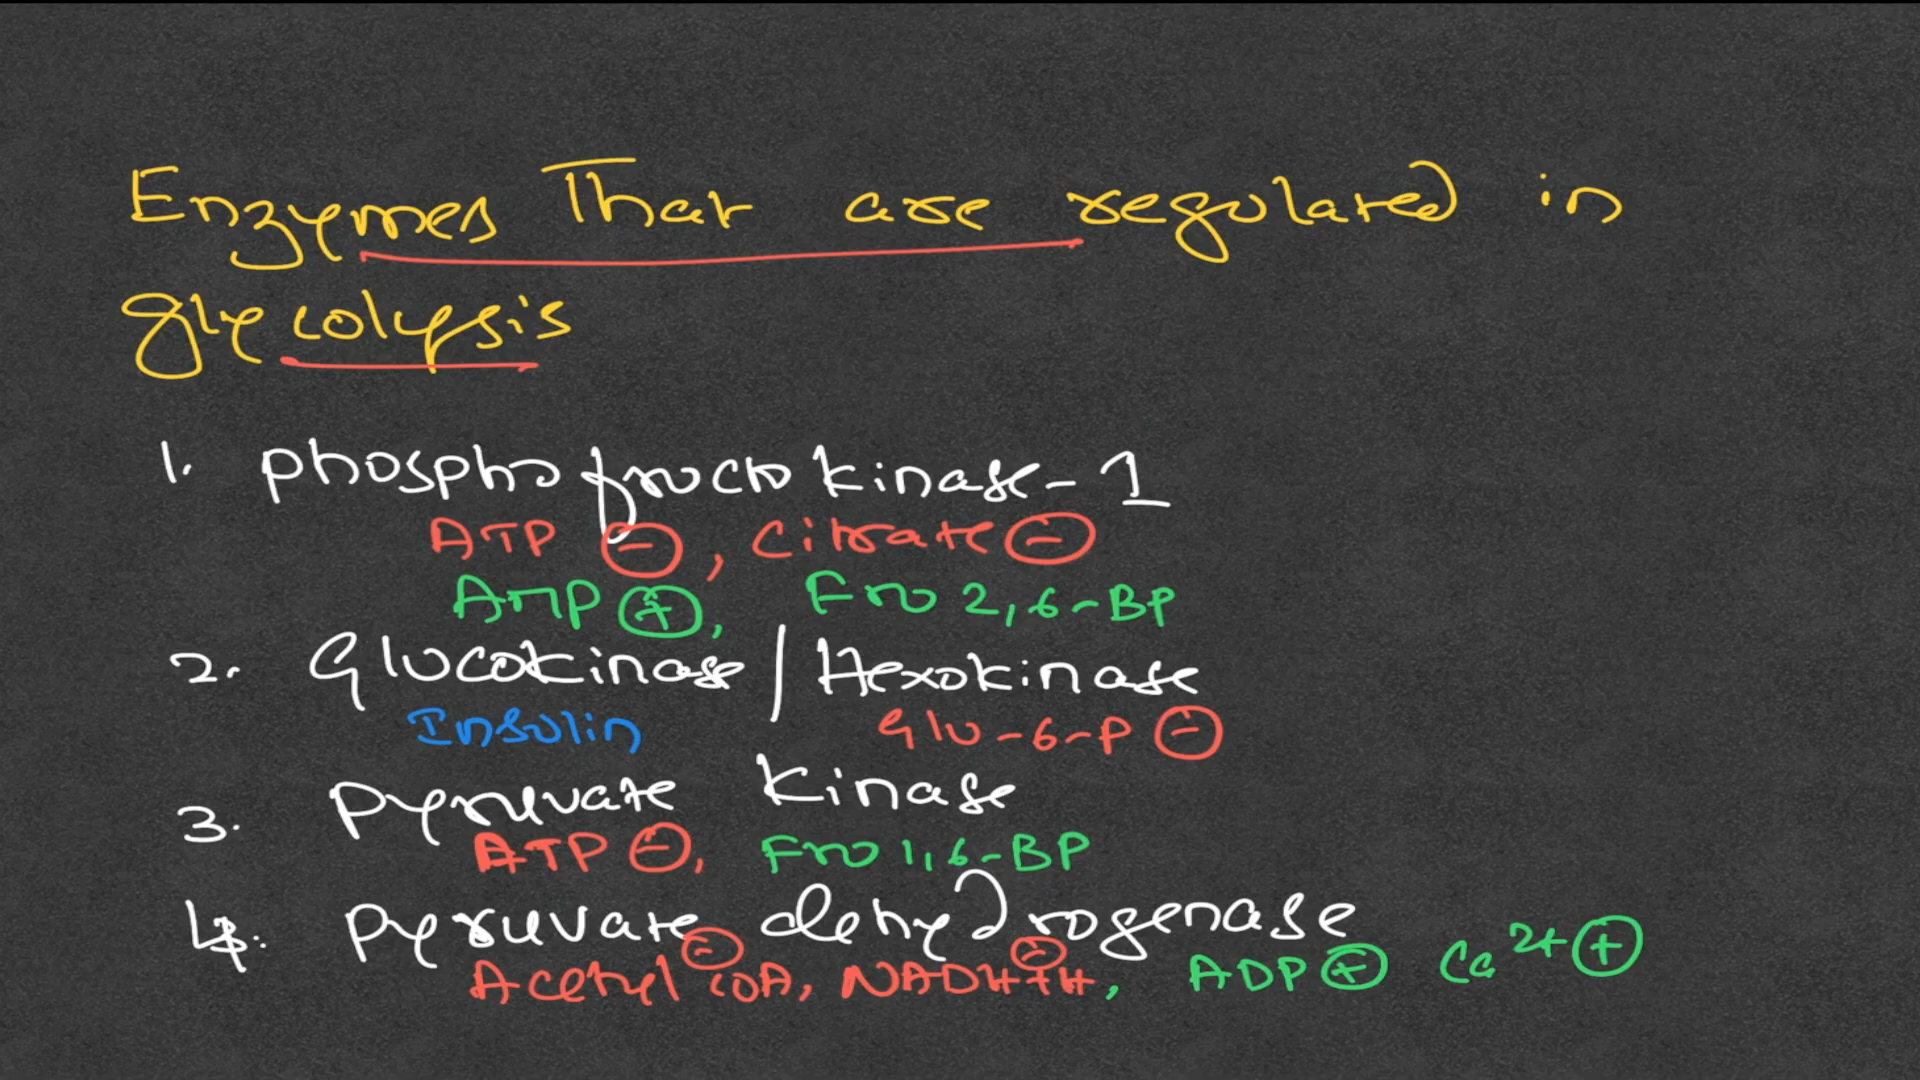 Enzymes That are regulated in
glycolysis
1. phosphofructokinase-1
ATP ⊖, Citrate ⊖
AMP ⊕, Fru 2,6-BP
2. Glucokinase / Hexokinase
Insulin Glu-6-P ⊖
3. pyruvate kinase
ATP ⊖, Fru 1,6-BP
4. pyruvate dehydrogenase
Acetyl ⊖ COA, NADH+H ⊖, ADP ⊕ Ca2+ ⊕